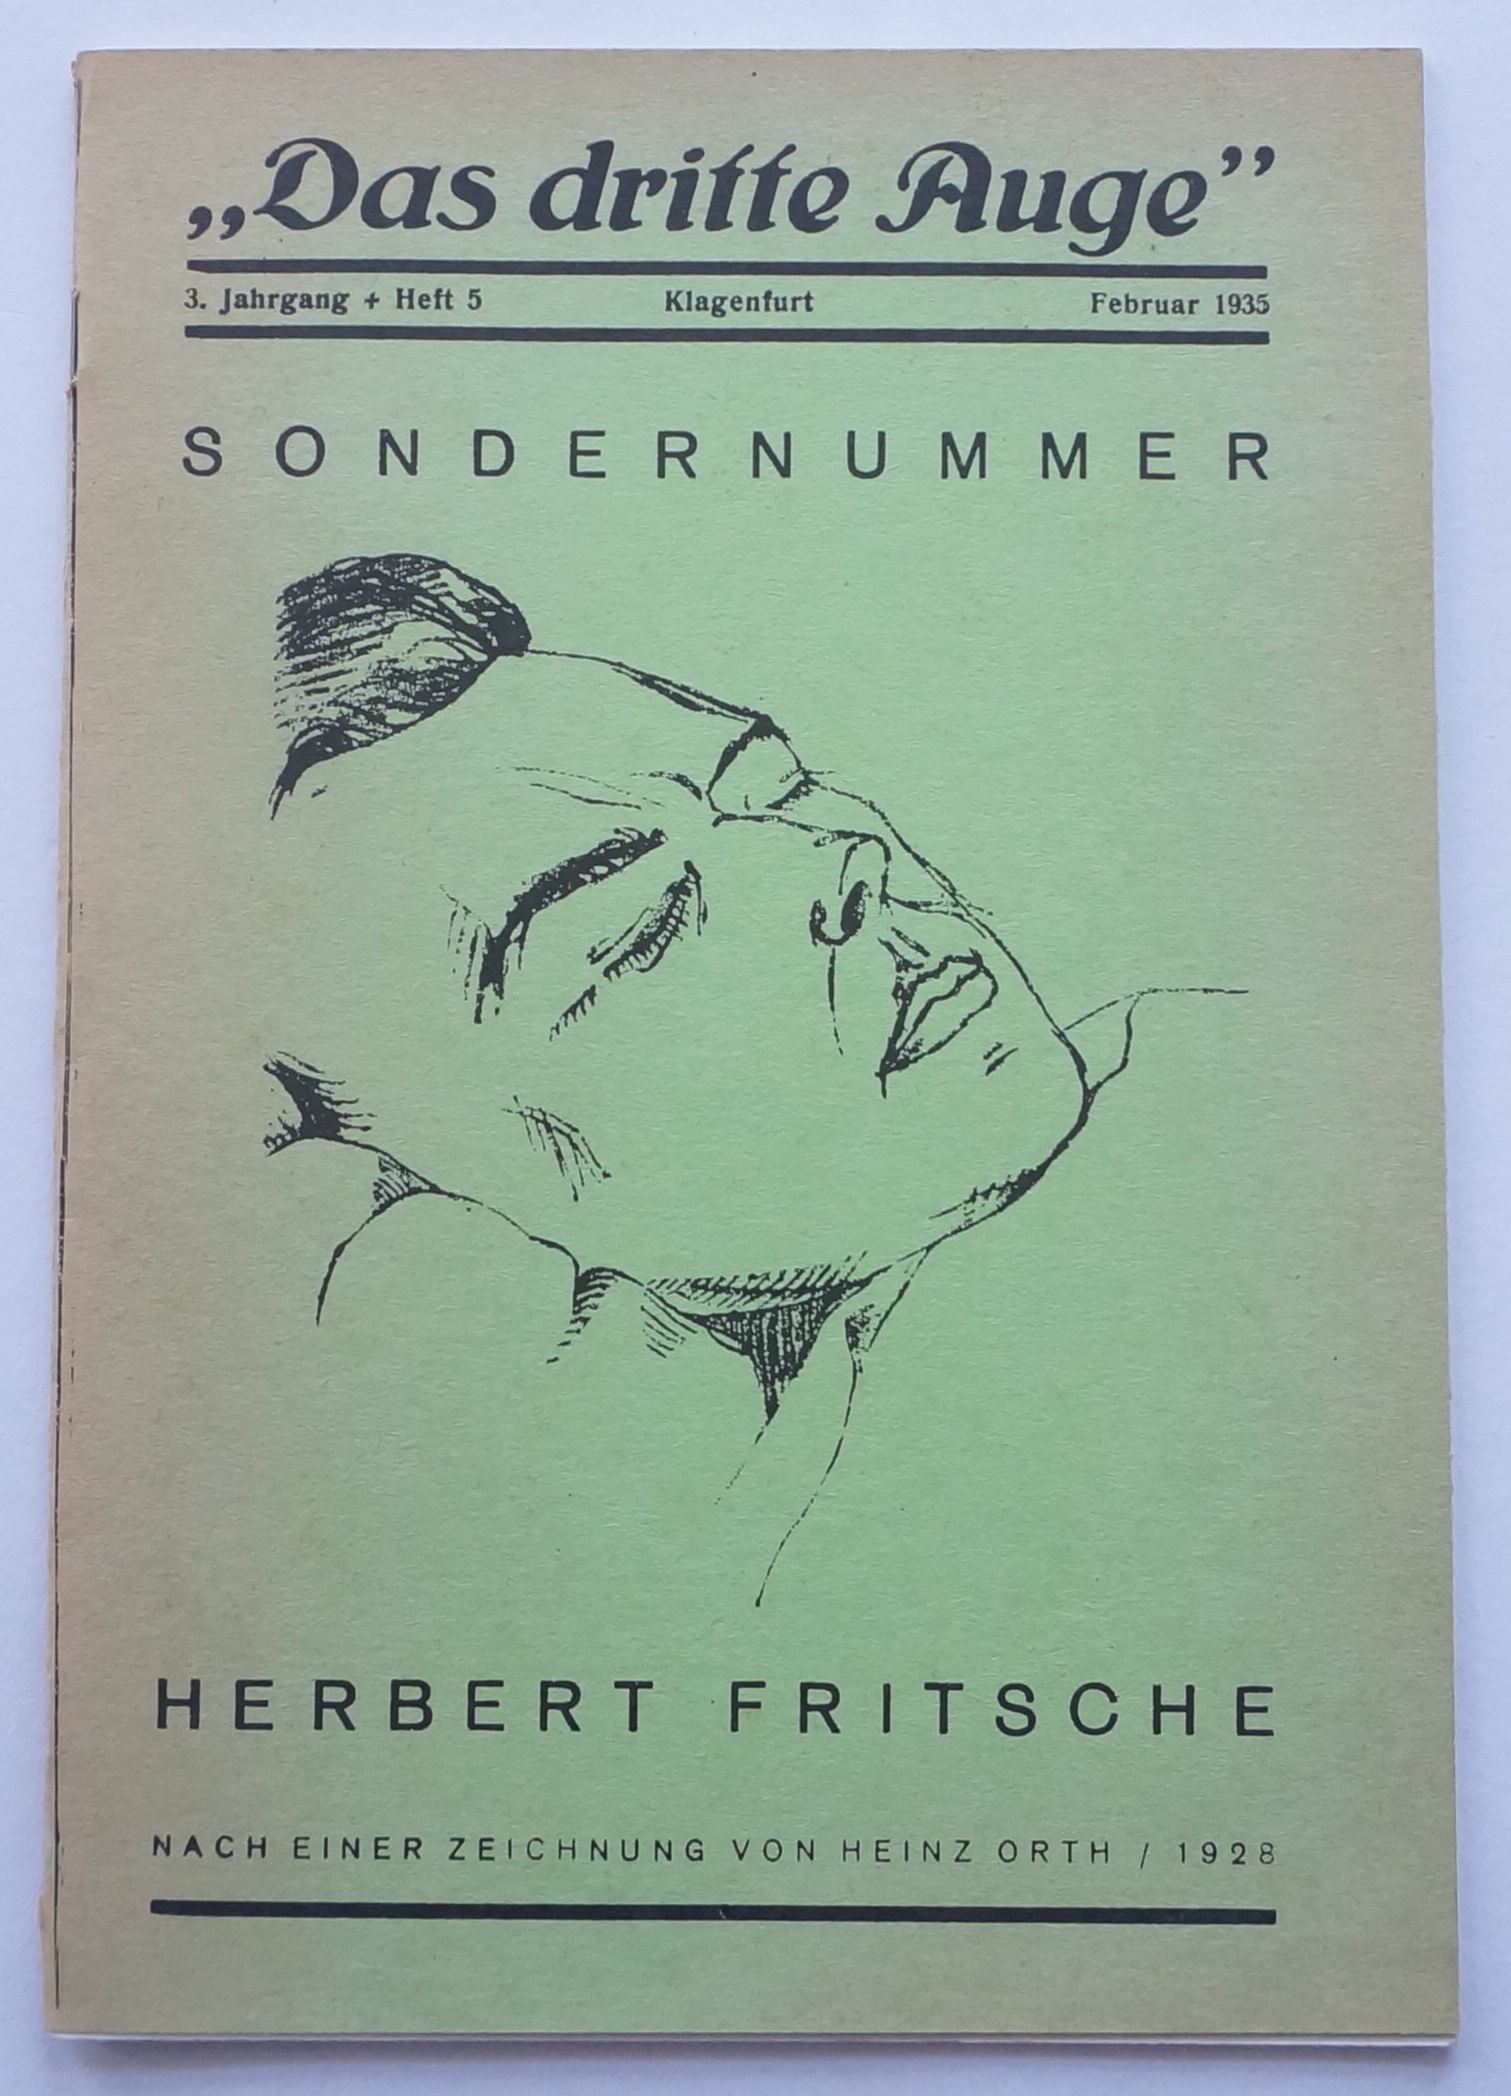 „Das dritte Auge”
3. Jahrgang + Heft 5 Klagenfurt Februar 1935
SONDERNUMMER
HERBERT FRITSCHE
NACH EINER ZEICHNUNG VON HEINZ ORTH / 1928